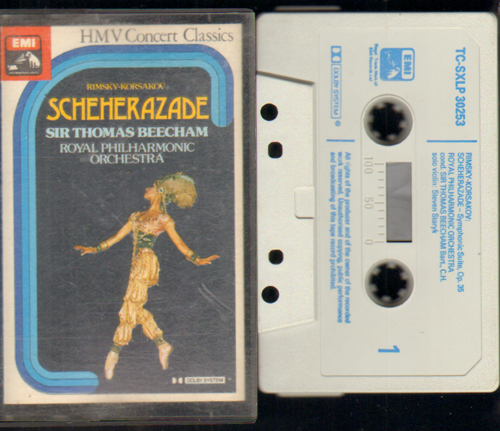 EMI
HMV Concert Classics
RIMSKY-KORSAKOV
SCHEHERAZADE
SIR THOMAS BEECHAM
ROYAL PHILHARMONIC
ORCHESTRA
DOLBY SYSTEM
TC-SXLP 30253
EMI
DOLBY SYSTEM
RIMSKY-KORSAKOV:
SCHEHERAZADE - Symphonic Suite, Op. 35
ROYAL PHILHARMONIC ORCHESTRA
cond. SIR THOMAS BEECHAM Bart., C.H.
solo violin: Steven Staryk
1
100
50
0
All rights of the producer and of the owner of the recorded
work reserved. Unauthorised copying, public performance
and broadcasting of this tape record prohibited.